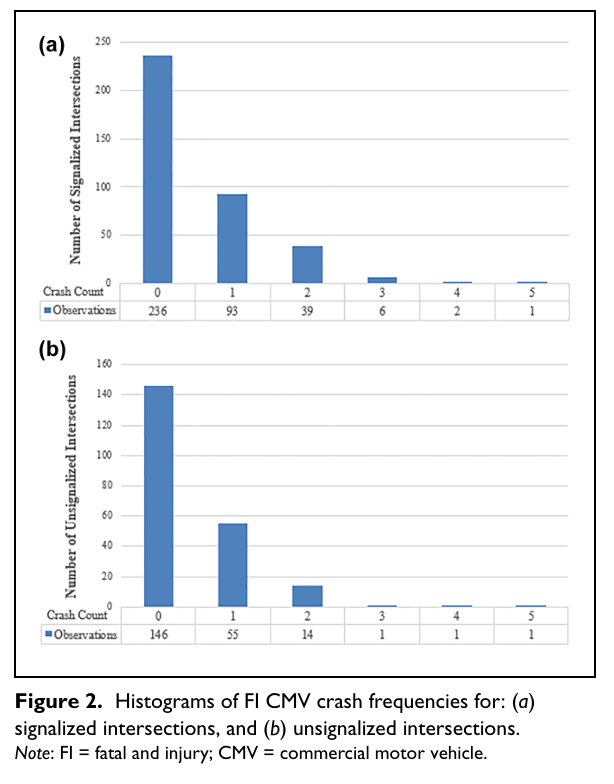 (a)
Number of Signalized Intersections
250
200
150
100
50
0
Crash Count 0 1 2 3 4 5
Observations 236 93 39 6 2 1
(b)
Number of Unsignalized Intersections
160
140
120
100
80
60
40
20
0
Crash Count 0 1 2 3 4 5
Observations 146 55 14 1 1 1
Figure 2. Histograms of FI CMV crash frequencies for: (a)
signalized intersections, and (b) unsignalized intersections.
Note: FI = fatal and injury; CMV = commercial motor vehicle.